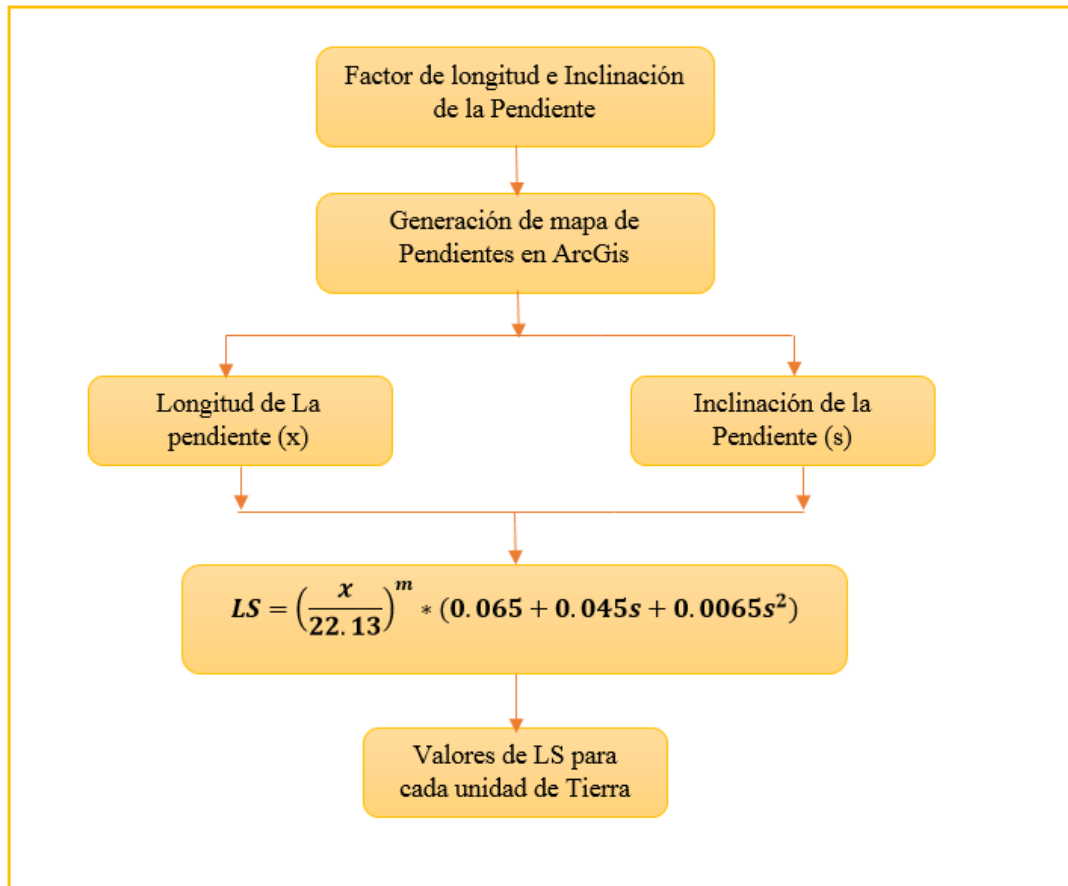 Factor de longitud e Inclinación
de la Pendiente
Generación de mapa de
Pendientes en ArcGis
Longitud de La
pendiente (x)
Inclinación de la
Pendiente (s)
LS = (x/22.13)^m * (0.065 + 0.045s + 0.0065s²)
Valores de LS para
cada unidad de Tierra